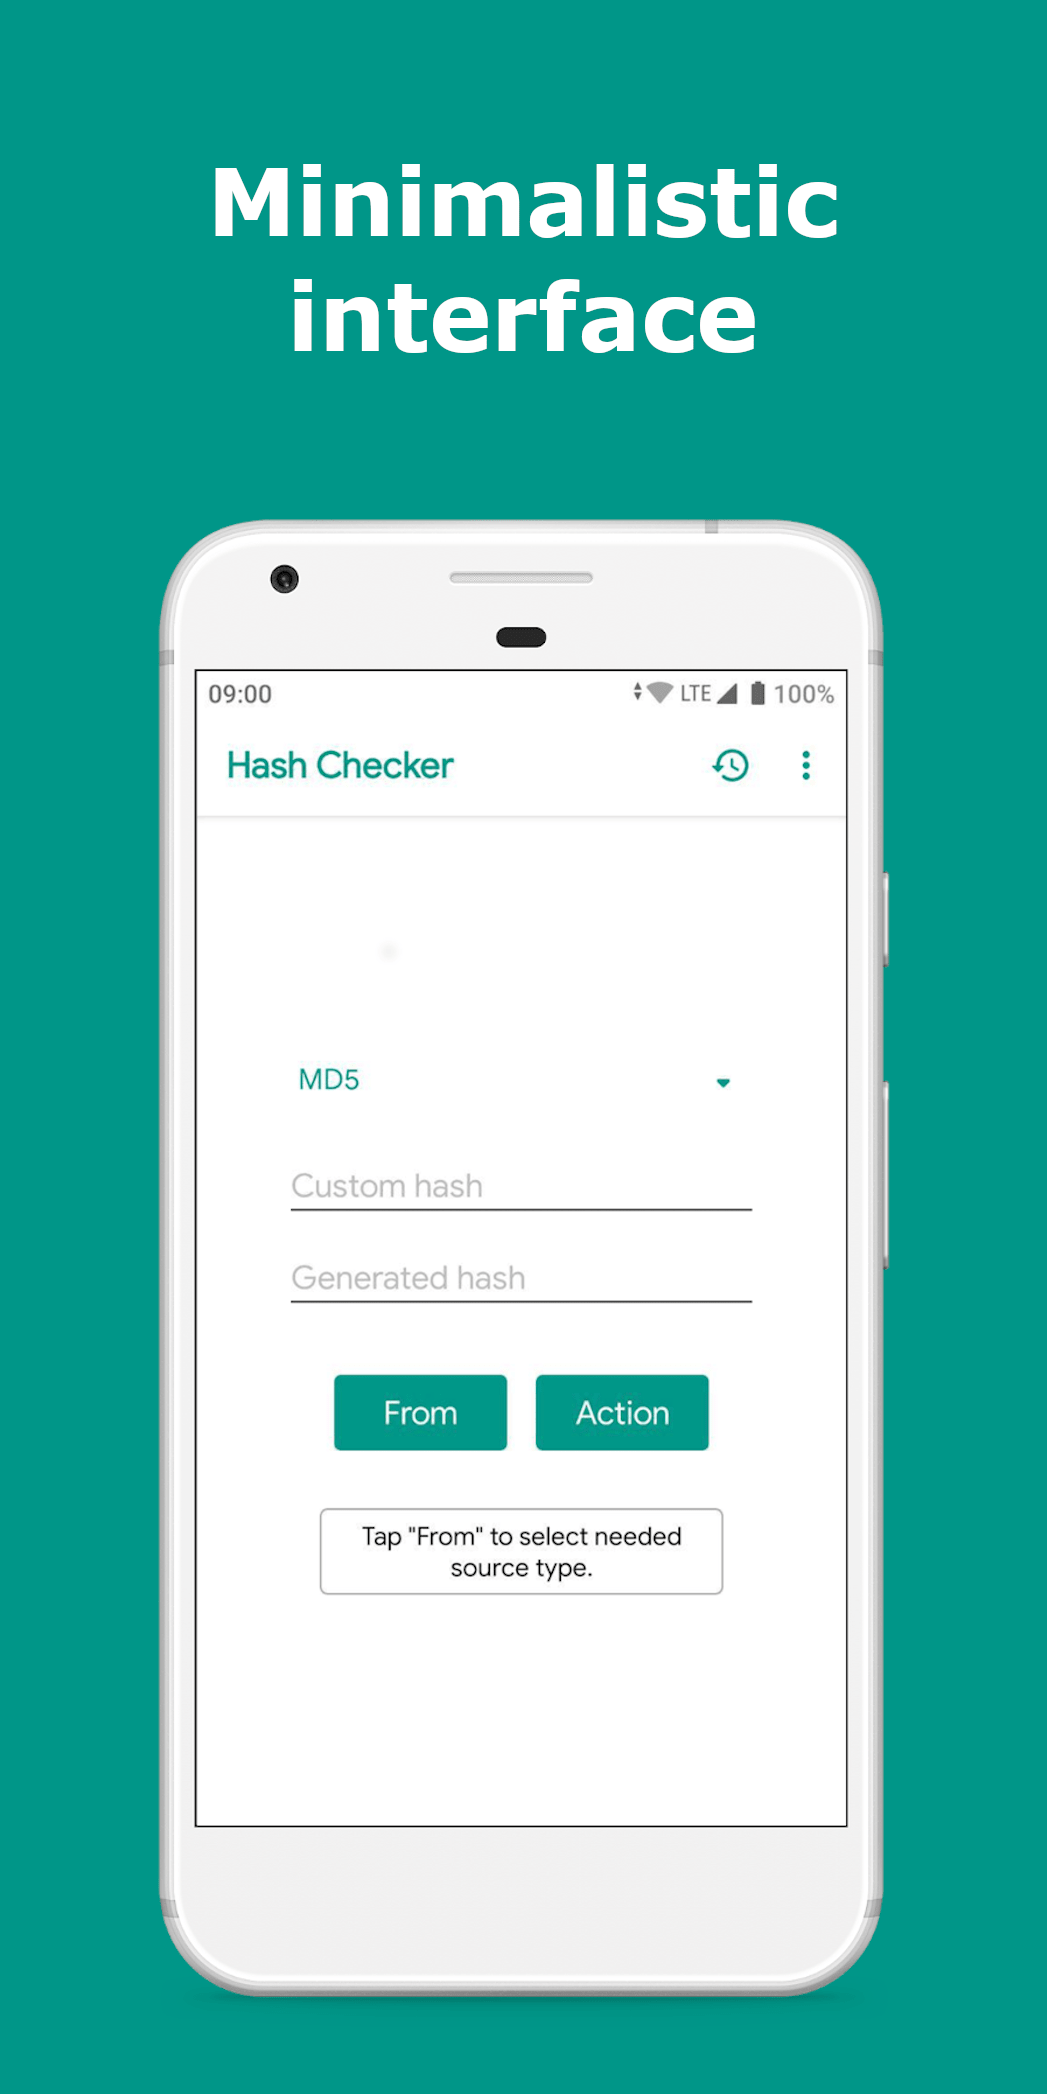 Minimalistic
interface
09:00 LTE 100%
Hash Checker
MD5
Custom hash
Generated hash
From Action
Tap "From" to select needed
source type.